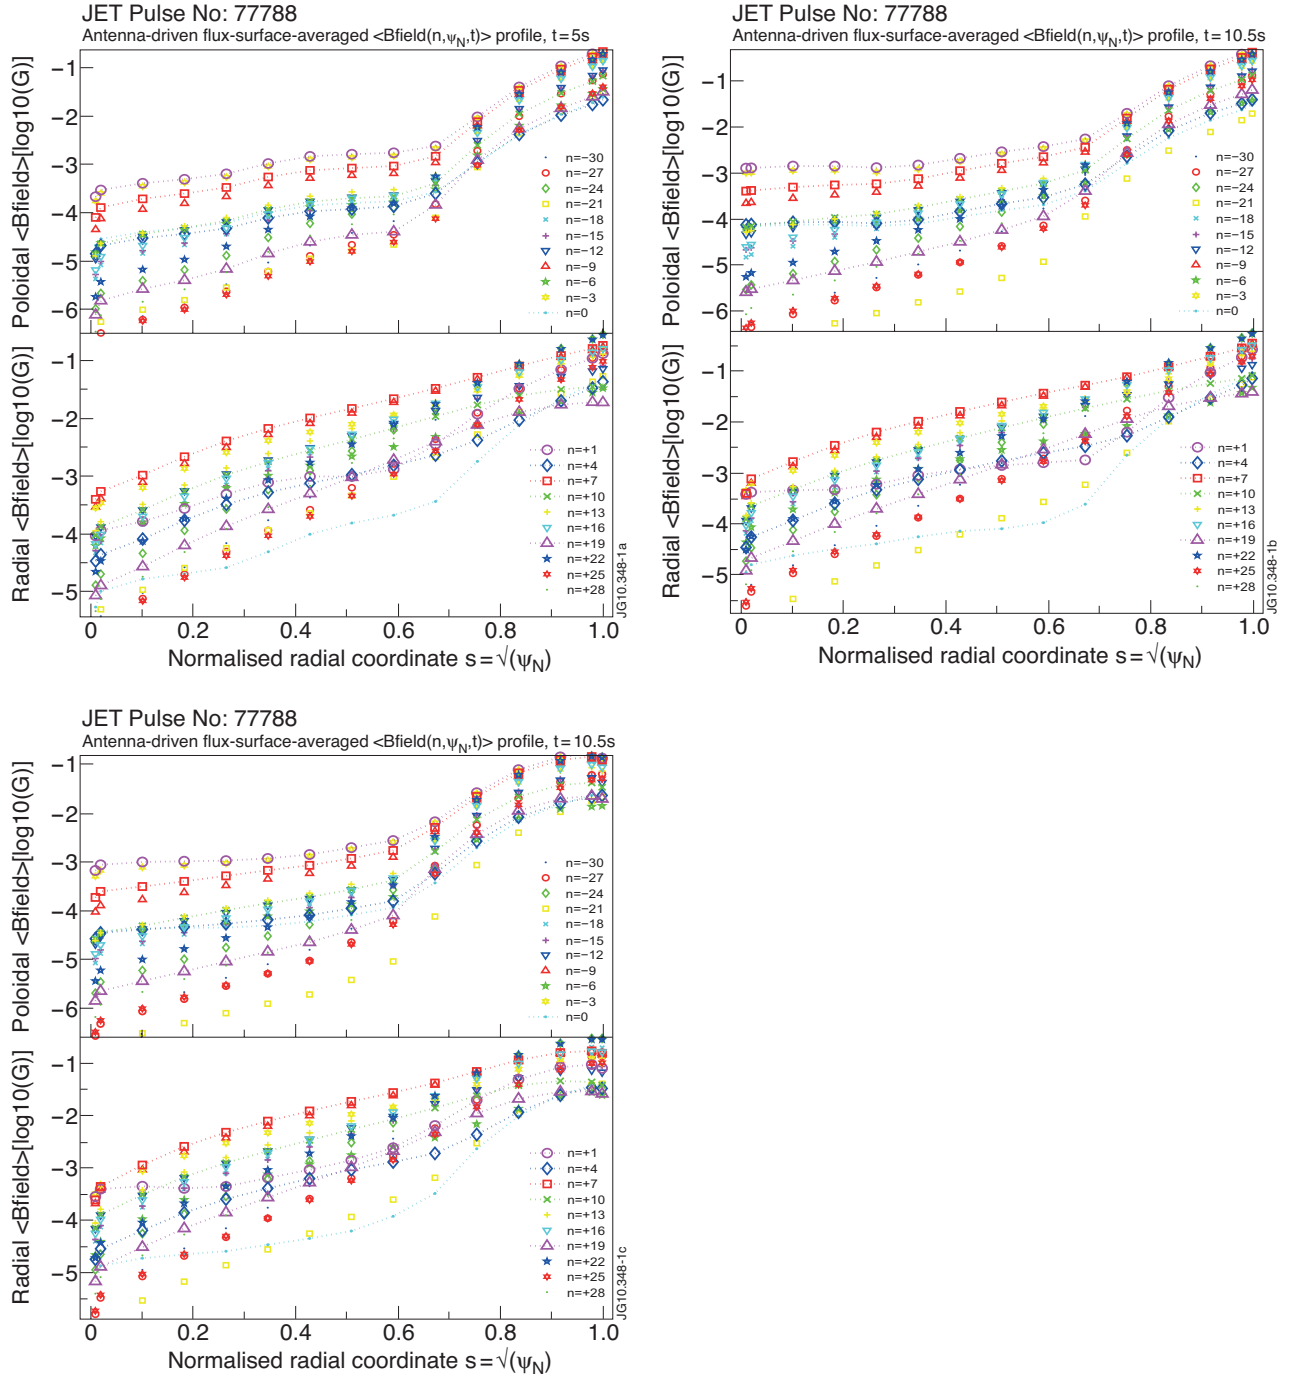 JET Pulse No: 77788
Antenna-driven flux-surface-averaged <Bfield(n,ψN,t)> profile, t=5s
Poloidal <Bfield>[log10(G)]
−1
−2
−3
−4
−5
−6
n=−30
n=−27
n=−24
n=−21
n=−18
n=−15
n=−12
n=−9
n=−6
n=−3
n=0
Radial <Bfield>[log10(G)]
−1
−2
−3
−4
−5
n=+1
n=+4
n=+7
n=+10
n=+13
n=+16
n=+19
n=+22
n=+25
n=+28
0 0.2 0.4 0.6 0.8 1.0
Normalised radial coordinate s=√(ψN)
JG10.348-1a
JET Pulse No: 77788
Antenna-driven flux-surface-averaged <Bfield(n,ψN,t)> profile, t=10.5s
Poloidal <Bfield>[log10(G)]
−1
−2
−3
−4
−5
−6
n=−30
n=−27
n=−24
n=−21
n=−18
n=−15
n=−12
n=−9
n=−6
n=−3
n=0
Radial <Bfield>[log10(G)]
−1
−2
−3
−4
−5
n=+1
n=+4
n=+7
n=+10
n=+13
n=+16
n=+19
n=+22
n=+25
n=+28
0 0.2 0.4 0.6 0.8 1.0
Normalised radial coordinate s=√(ψN)
JG10.348-1b
JET Pulse No: 77788
Antenna-driven flux-surface-averaged <Bfield(n,ψN,t)> profile, t=10.5s
Poloidal <Bfield>[log10(G)]
−1
−2
−3
−4
−5
−6
n=−30
n=−27
n=−24
n=−21
n=−18
n=−15
n=−12
n=−9
n=−6
n=−3
n=0
Radial <Bfield>[log10(G)]
−1
−2
−3
−4
−5
n=+1
n=+4
n=+7
n=+10
n=+13
n=+16
n=+19
n=+22
n=+25
n=+28
0 0.2 0.4 0.6 0.8 1.0
Normalised radial coordinate s=√(ψN)
JG10.348-1c